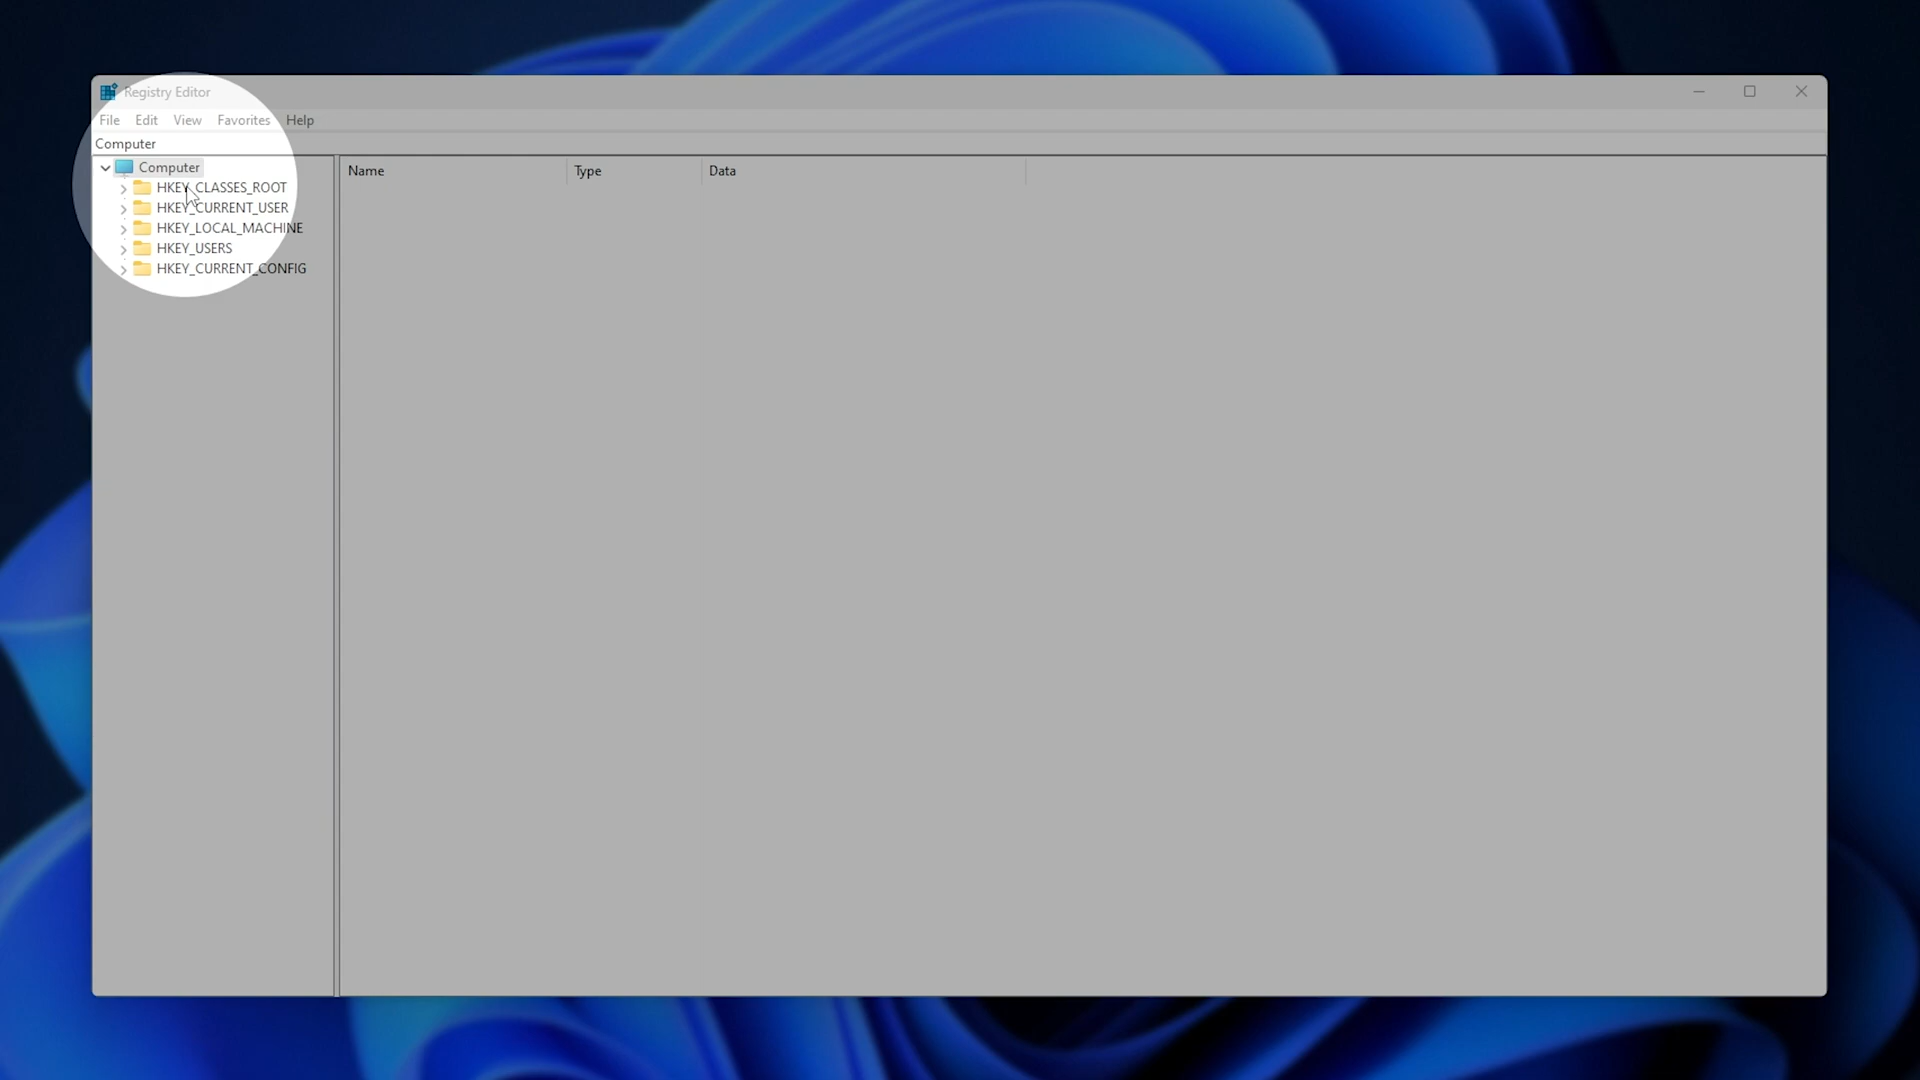 Registry Editor
File Edit View Favorites Help
Computer
Computer
HKEY_CLASSES_ROOT
HKEY_CURRENT_USER
HKEY_LOCAL_MACHINE
HKEY_USERS
HKEY_CURRENT_CONFIG
Name Type Data